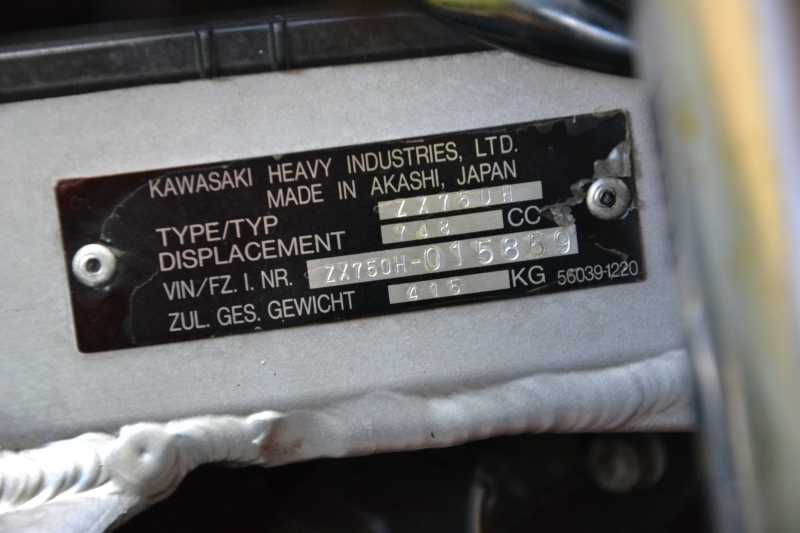 KAWASAKI HEAVY INDUSTRIES, LTD.
MADE IN AKASHI, JAPAN
TYPE/TYP ZX750H
DISPLACEMENT 748 CC
VIN/FZ. I. NR. ZX750H-015859
ZUL. GES. GEWICHT 415 KG 56039-1220